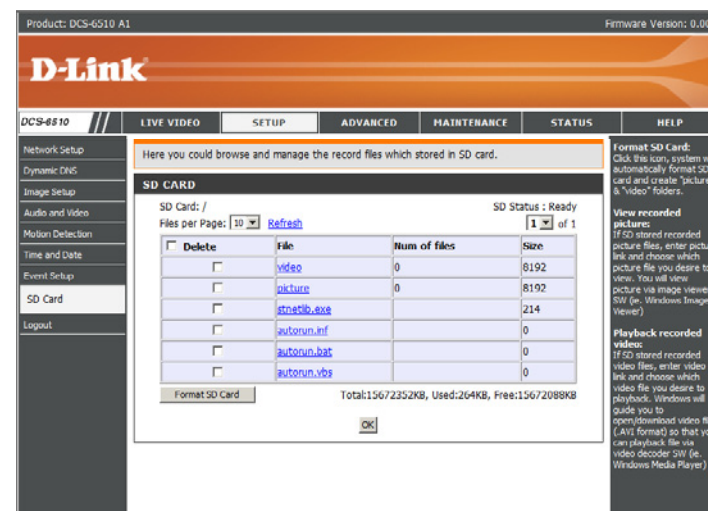 Product: DCS-6510 A1
Firmware Version: 0.00
D-Link
DCS-6510
LIVE VIDEO
SETUP
ADVANCED
MAINTENANCE
STATUS
HELP
Network Setup
Dynamic DNS
Image Setup
Audio and Video
Motion Detection
Time and Date
Event Setup
SD Card
Logout
Here you could browse and manage the record files which stored in SD card.
SD CARD
SD Card: /
SD Status : Ready
Files per Page: 10 Refresh
1 of 1
Delete File Num of files Size
video 0 8192
picture 0 8192
stnetlib.exe 214
autorun.inf 0
autorun.bat 0
autorun.vbs 0
Format SD Card
Total:15672352KB, Used:264KB, Free:15672088KB
OK
Format SD Card:
Click this icon, system w
automatically format SD
card and create "picture
& "video" folders.
View recorded
picture:
If SD stored recorded
picture files, enter pictu
link and choose which
picture file you desire to
view. You will view
picture via image viewe
SW (ie. Windows Image
Viewer)
Playback recorded
video:
If SD stored recorded
video files, enter video
link and choose which
video file you desire to
playback. Windows will
guide you to
open/download video fi
(.AVI format) so that yo
can playback file via
video decoder SW (ie.
Windows Media Player)